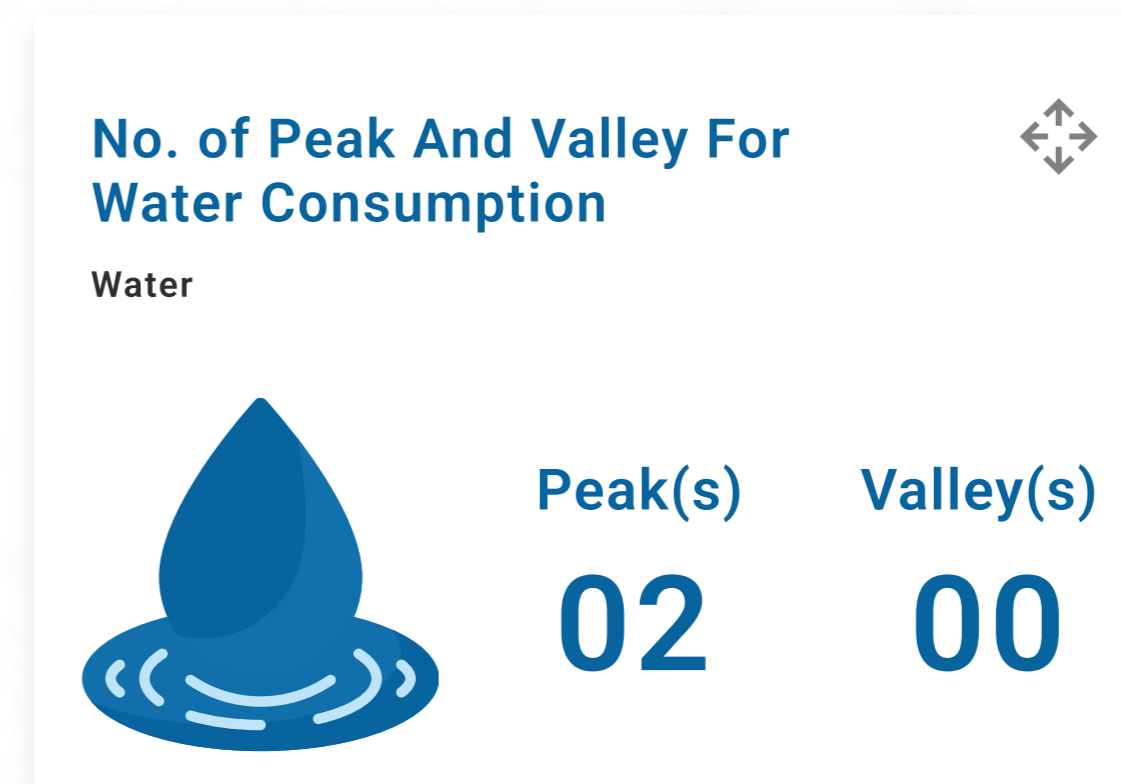 No. of Peak And Valley For
Water Consumption
Water
Peak(s) Valley(s)
02 00